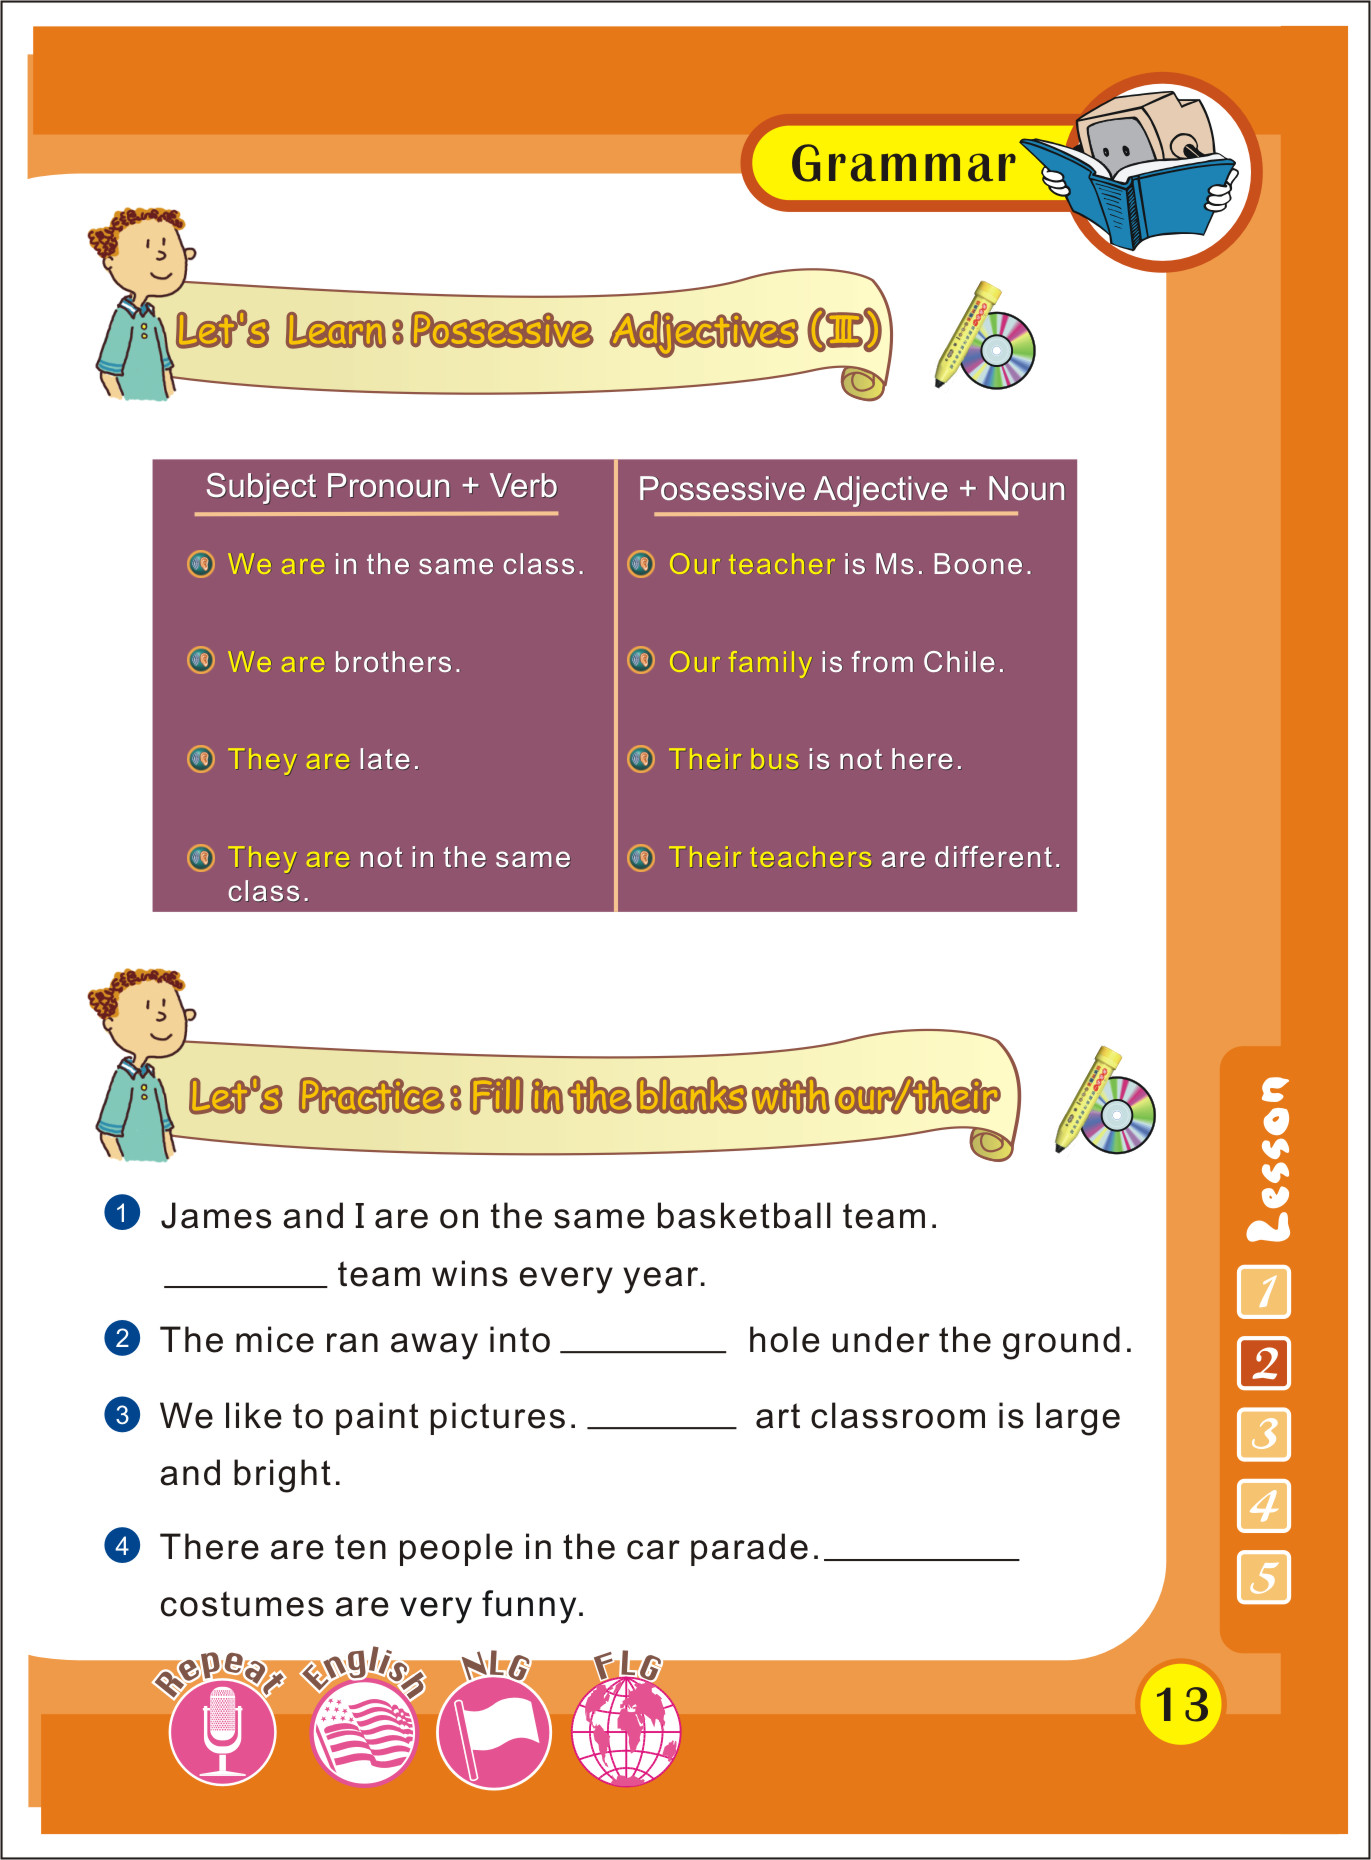 Grammar
Let's Learn : Possessive Adjectives (III)
Subject Pronoun + Verb
Possessive Adjective + Noun
We are in the same class.
Our teacher is Ms. Boone.
We are brothers.
Our family is from Chile.
They are late.
Their bus is not here.
They are not in the same
class.
Their teachers are different.
Let's Practice : Fill in the blanks with our/their
1 James and I are on the same basketball team.
_________ team wins every year.
2 The mice ran away into _________ hole under the ground.
3 We like to paint pictures. ________ art classroom is large
and bright.
4 There are ten people in the car parade.___________
costumes are very funny.
Lesson
1
2
3
4
5
Repeat
English
NLG
FLG
13